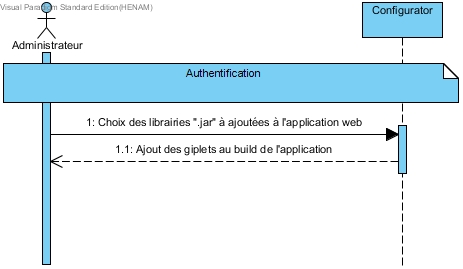 Visual Paradigm Standard Edition(HENAM)
Administrateur
Configurator
Authentification
1: Choix des librairies ".jar" à ajoutées à l'application web
1.1: Ajout des giplets au build de l'application